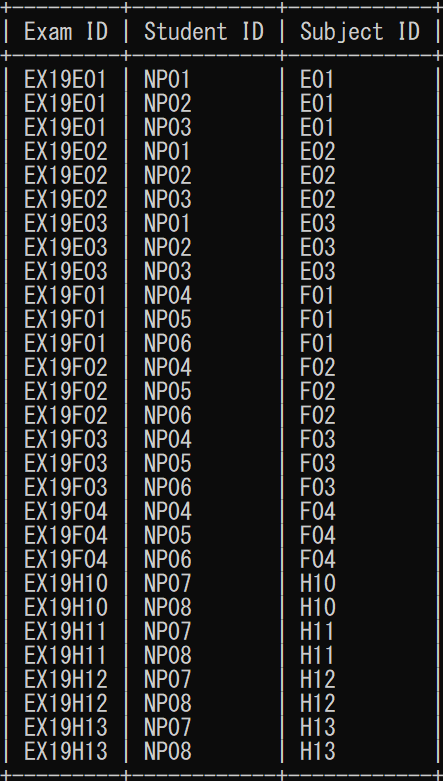 +---------+------------+------------+
| Exam ID | Student ID | Subject ID |
+---------+------------+------------+
| EX19E01 | NP01 | E01 |
| EX19E01 | NP02 | E01 |
| EX19E01 | NP03 | E01 |
| EX19E02 | NP01 | E02 |
| EX19E02 | NP02 | E02 |
| EX19E02 | NP03 | E02 |
| EX19E03 | NP01 | E03 |
| EX19E03 | NP02 | E03 |
| EX19E03 | NP03 | E03 |
| EX19F01 | NP04 | F01 |
| EX19F01 | NP05 | F01 |
| EX19F01 | NP06 | F01 |
| EX19F02 | NP04 | F02 |
| EX19F02 | NP05 | F02 |
| EX19F02 | NP06 | F02 |
| EX19F03 | NP04 | F03 |
| EX19F03 | NP05 | F03 |
| EX19F03 | NP06 | F03 |
| EX19F04 | NP04 | F04 |
| EX19F04 | NP05 | F04 |
| EX19F04 | NP06 | F04 |
| EX19H10 | NP07 | H10 |
| EX19H10 | NP08 | H10 |
| EX19H11 | NP07 | H11 |
| EX19H11 | NP08 | H11 |
| EX19H12 | NP07 | H12 |
| EX19H12 | NP08 | H12 |
| EX19H13 | NP07 | H13 |
| EX19H13 | NP08 | H13 |
+---------+------------+------------+